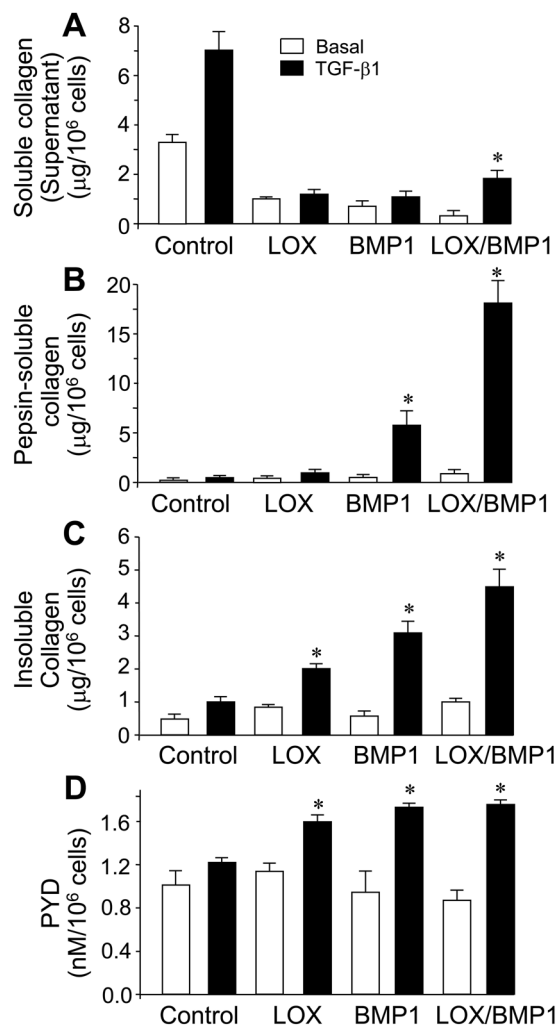 A
Soluble collagen
(Supernatant)
(µg/10⁶ cells)
8
6
4
2
0
Basal
TGF-β1
*
Control LOX BMP1 LOX/BMP1
B
Pepsin-soluble
collagen
(µg/10⁶ cells)
20
15
10
5
0
* *
Control LOX BMP1 LOX/BMP1
C
Insoluble
Collagen
(µg/10⁶ cells)
6
5
4
3
2
1
0
* * *
Control LOX BMP1 LOX/BMP1
D
PYD
(nM/10⁶ cells)
1.6
1.2
0.8
0.4
0.0
* * *
Control LOX BMP1 LOX/BMP1